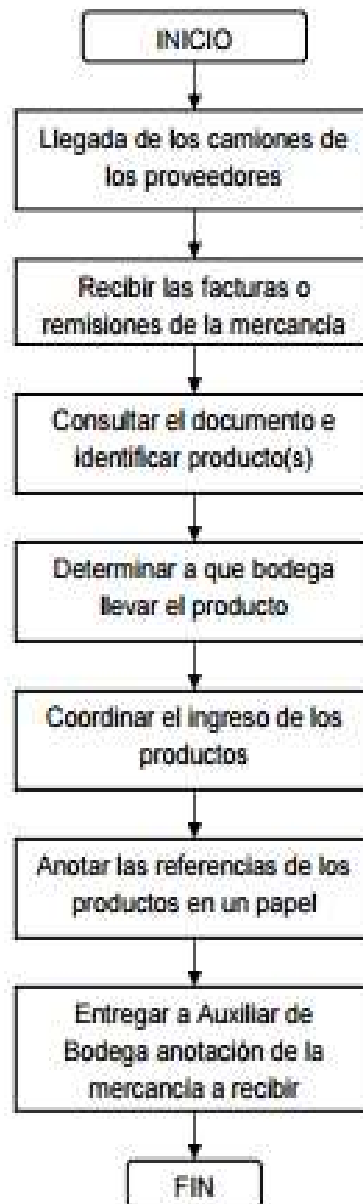 INICIO
Llegada de los camiones de
los proveedores
Recibir las facturas o
remisiones de la mercancía
Consultar el documento e
identificar producto(s)
Determinar a que bodega
llevar el producto
Coordinar el ingreso de los
productos
Anotar las referencias de los
productos en un papel
Entregar a Auxiliar de
Bodega anotación de la
mercancía a recibir
FIN